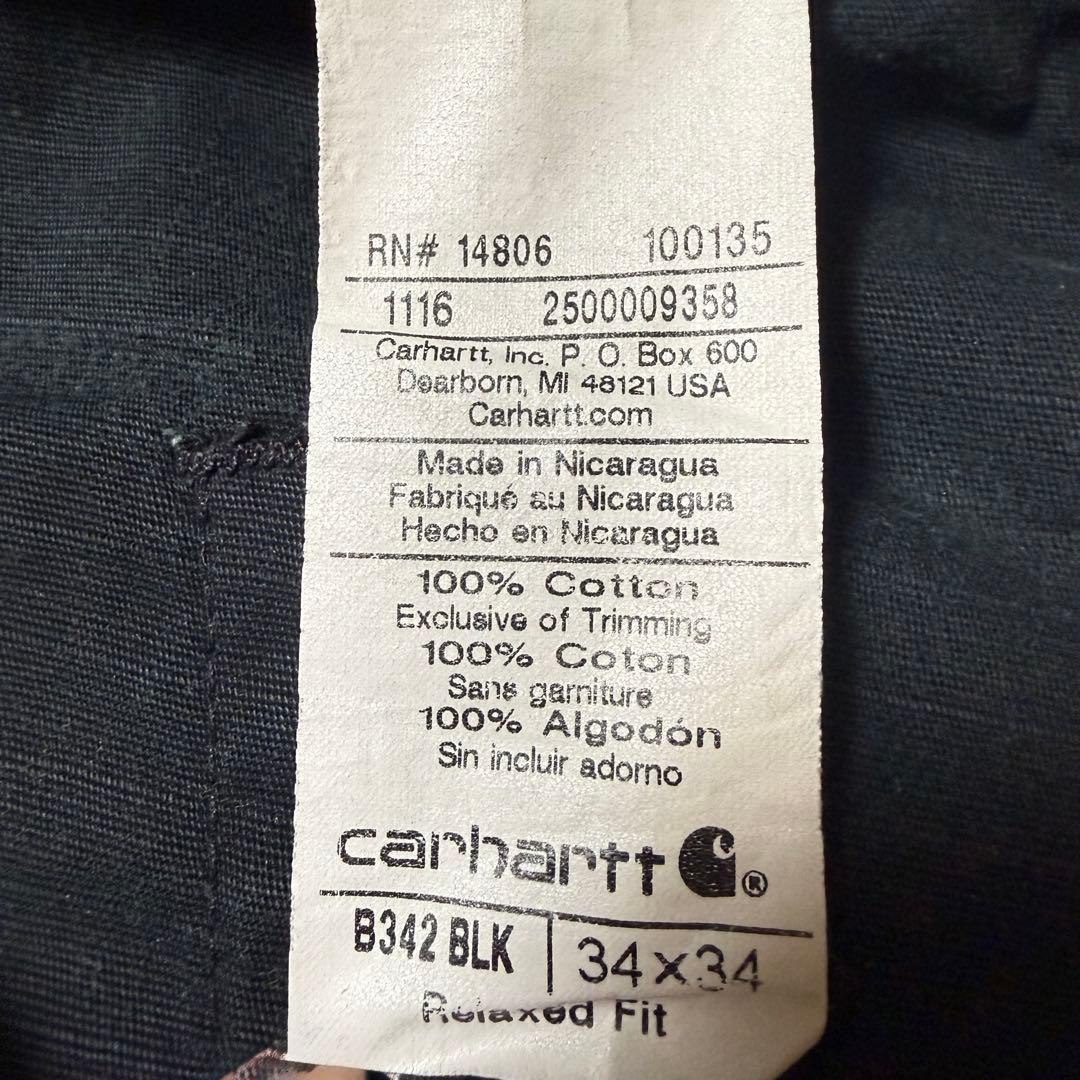 RN# 14806 100135
1116 2500009358
Carhartt, Inc. P. O. Box 600
Dearborn, MI 48121 USA
Carhartt.com
Made in Nicaragua
Fabriqué au Nicaragua
Hecho en Nicaragua
100% Cotton
Exclusive of Trimming
100% Coton
Sans garniture
100% Algodón
Sin incluir adorno
carhartt ®
B342 BLK | 34x34
Relaxed Fit